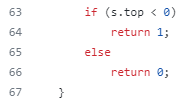 63 if (s.top < 0)
64 return 1;
65 else
66 return 0;
67 }